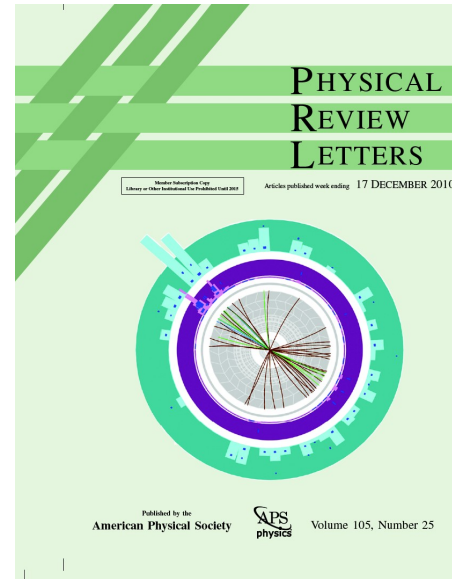 PHYSICAL
REVIEW
LETTERS
Member Subscription Copy
Library or Other Institutional Use Prohibited Until 2015
Articles published week ending 17 DECEMBER 2010
Published by the
American Physical Society
APS
physics
Volume 105, Number 25